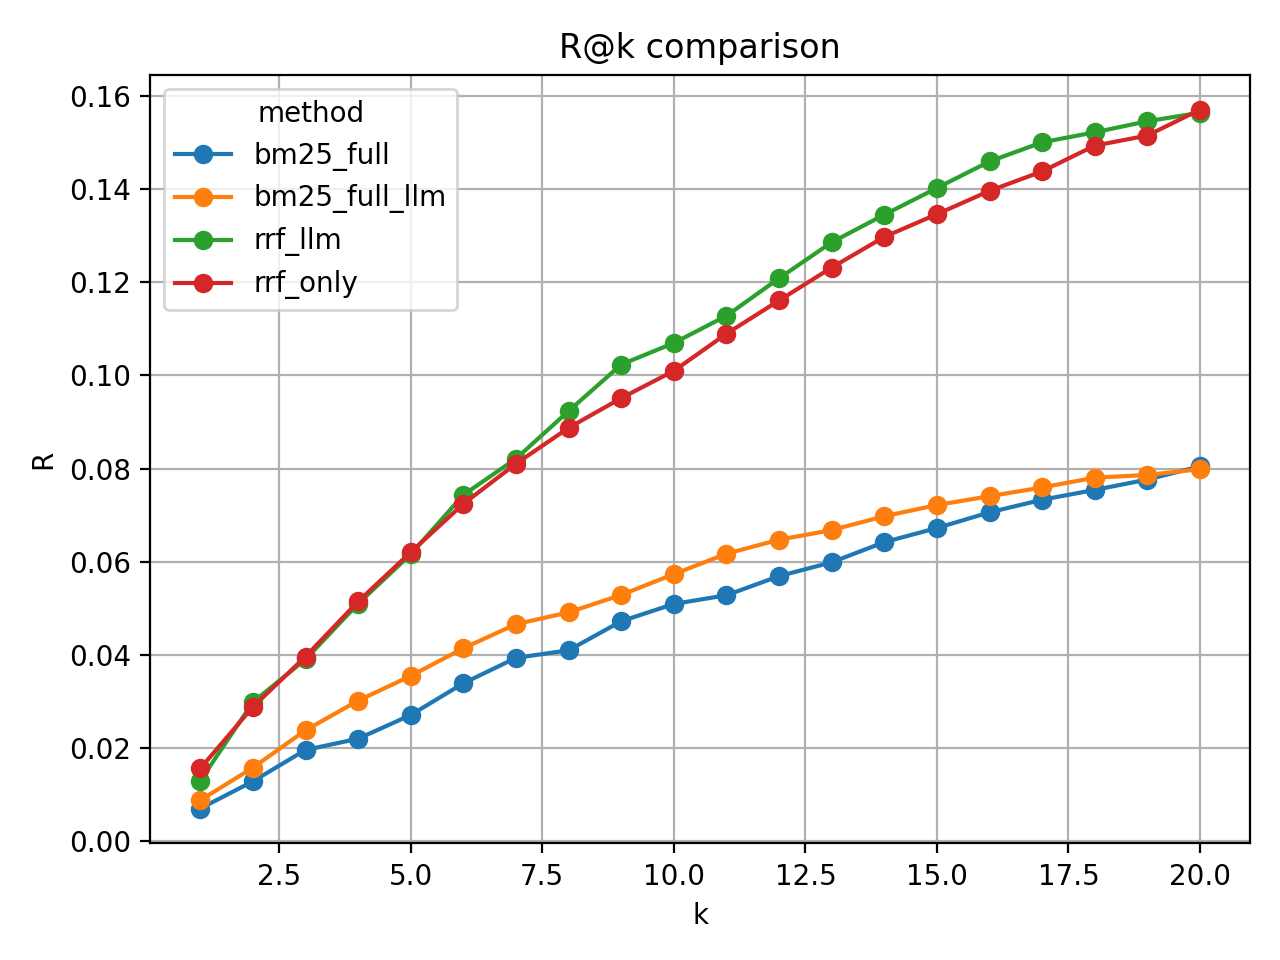 R@k comparison
method
bm25_full
bm25_full_llm
rrf_llm
rrf_only
R
0.16
0.14
0.12
0.10
0.08
0.06
0.04
0.02
0.00
2.5 5.0 7.5 10.0 12.5 15.0 17.5 20.0
k